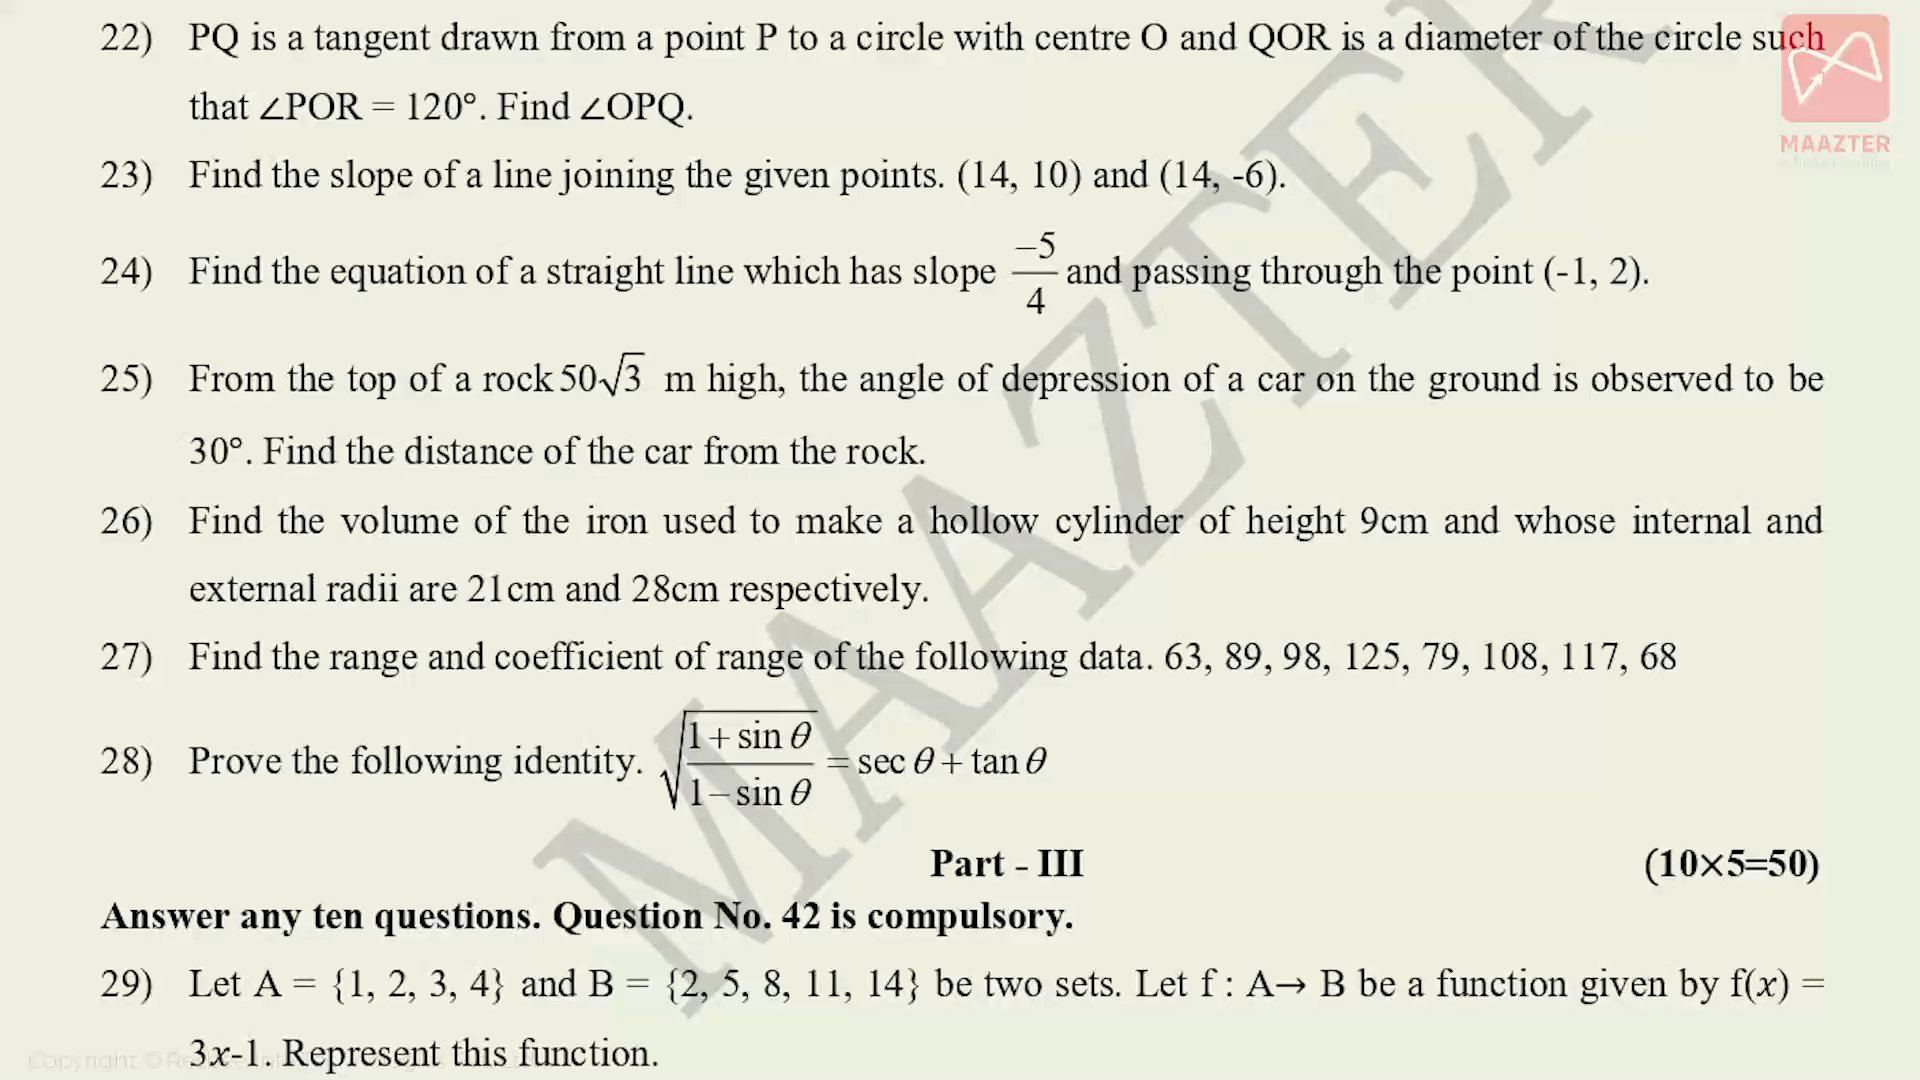 22) PQ is a tangent drawn from a point P to a circle with centre O and QOR is a diameter of the circle such
that ∠POR = 120°. Find ∠OPQ.
MAAZTER
23) Find the slope of a line joining the given points. (14, 10) and (14, -6).
24) Find the equation of a straight line which has slope −5/4 and passing through the point (-1, 2).
25) From the top of a rock 50√3 m high, the angle of depression of a car on the ground is observed to be
30°. Find the distance of the car from the rock.
26) Find the volume of the iron used to make a hollow cylinder of height 9cm and whose internal and
external radii are 21cm and 28cm respectively.
27) Find the range and coefficient of range of the following data. 63, 89, 98, 125, 79, 108, 117, 68
28) Prove the following identity. √((1+sin θ)/(1−sin θ)) = sec θ + tan θ
MAAZTER
Part - III (10×5=50)
Answer any ten questions. Question No. 42 is compulsory.
29) Let A = {1, 2, 3, 4} and B = {2, 5, 8, 11, 14} be two sets. Let f : A→ B be a function given by f(x) =
3x-1. Represent this function.
Copyright ©